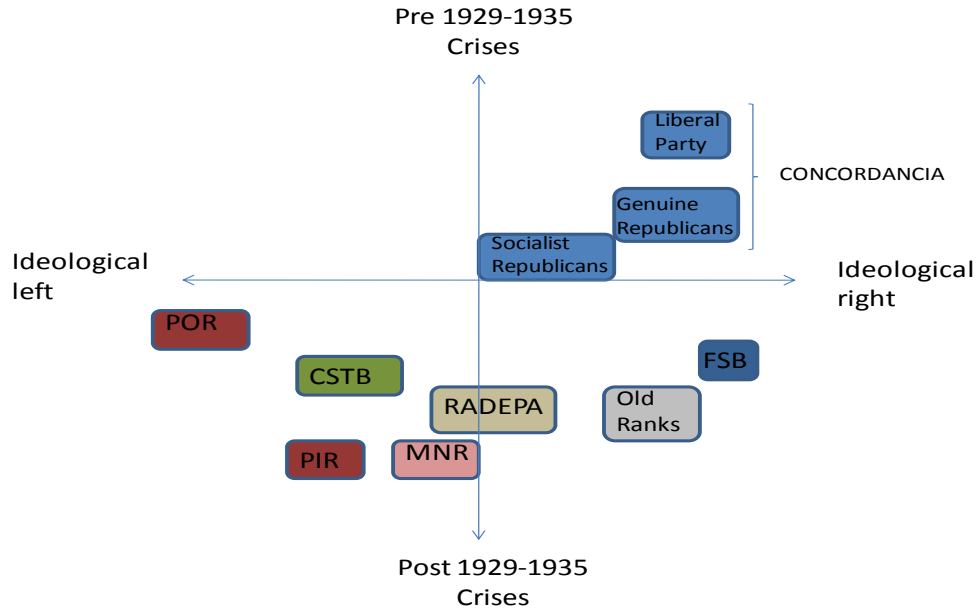 Pre 1929-1935
Crises
Liberal
Party
CONCORDANCIA
Genuine
Republicans
Socialist
Republicans
Ideological
left
Ideological
right
POR
FSB
CSTB
RADEPA
Old
Ranks
PIR
MNR
Post 1929-1935
Crises